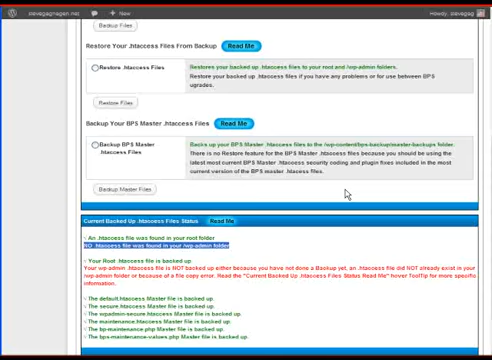 stevegagnegan.net + New Howdy, stevegag
Backup Files
Restore Your .htaccess Files From Backup Read Me
Restore .htaccess Files
Restores your backed up .htaccess files to your root and /wp-admin folders.
Restore your backed up .htaccess files if you have any problems or for use between BPS
upgrades.
Restore Files
Backup Your BPS Master .htaccess Files Read Me
Backup BPS Master
.htaccess Files
Backs up your BPS Master .htaccess files to the /wp-content/bps-backup/master-backups folder.
There is no Restore feature for the BPS Master .htaccess files because you should be using the
latest most current BPS Master .htaccess security coding and plugin fixes included in the most
current version of the BPS master .htaccess files.
Backup Master Files
Current Backed Up .htaccess Files Status Read Me
An .htaccess file was found in your root folder
NO .htaccess file was found in your /wp-admin folder
Your Root .htaccess file is backed up.
Your wp-admin .htaccess file is NOT backed up either because you have not done a Backup yet, an .htaccess file did NOT already exist in your
/wp-admin folder or because of a file copy error. Read the "Current Backed Up .htaccess Files Status Read Me" hover ToolTip for more specific
information.
The default.htaccess Master file is backed up.
The secure.htaccess Master file is backed up.
The wpadmin-secure.htaccess Master file is backed up.
The maintenance.htaccess Master file is backed up.
The bp-maintenance.php Master file is backed up.
The bps-maintenance-values.php Master file is backed up.